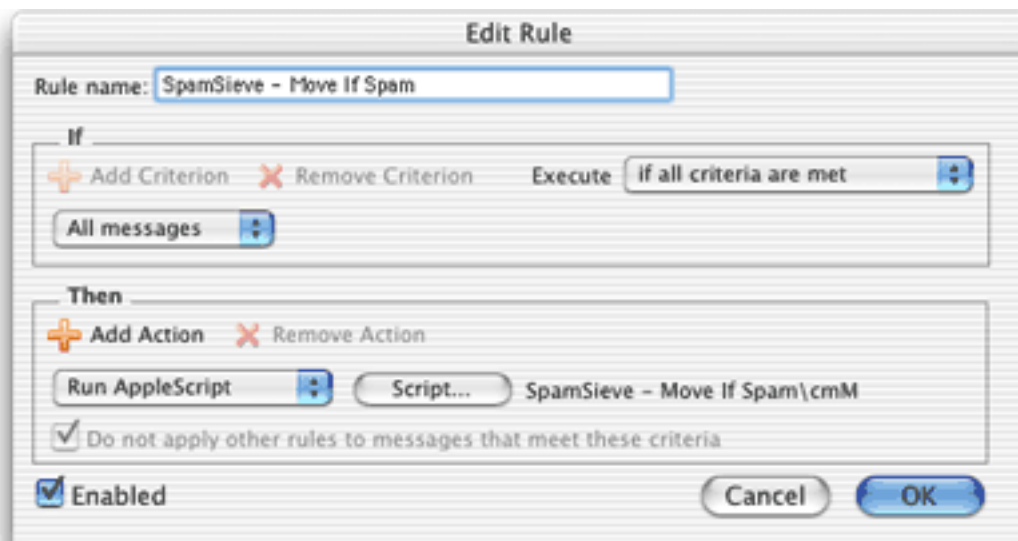 Edit Rule
Rule name: SpamSieve - Move If Spam
If
Add Criterion Remove Criterion Execute if all criteria are met
All messages
Then
Add Action Remove Action
Run AppleScript Script... SpamSieve - Move If Spam\cmM
Do not apply other rules to messages that meet these criteria
Enabled Cancel OK